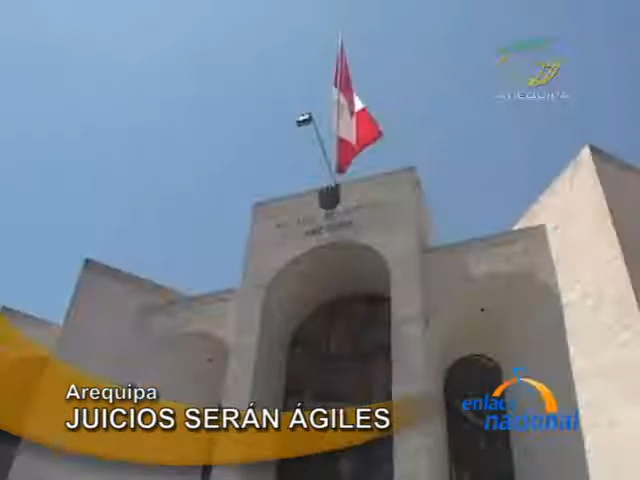 AREQUIPA
Arequipa
JUICIOS SERÁN ÁGILES
enlace
nacional